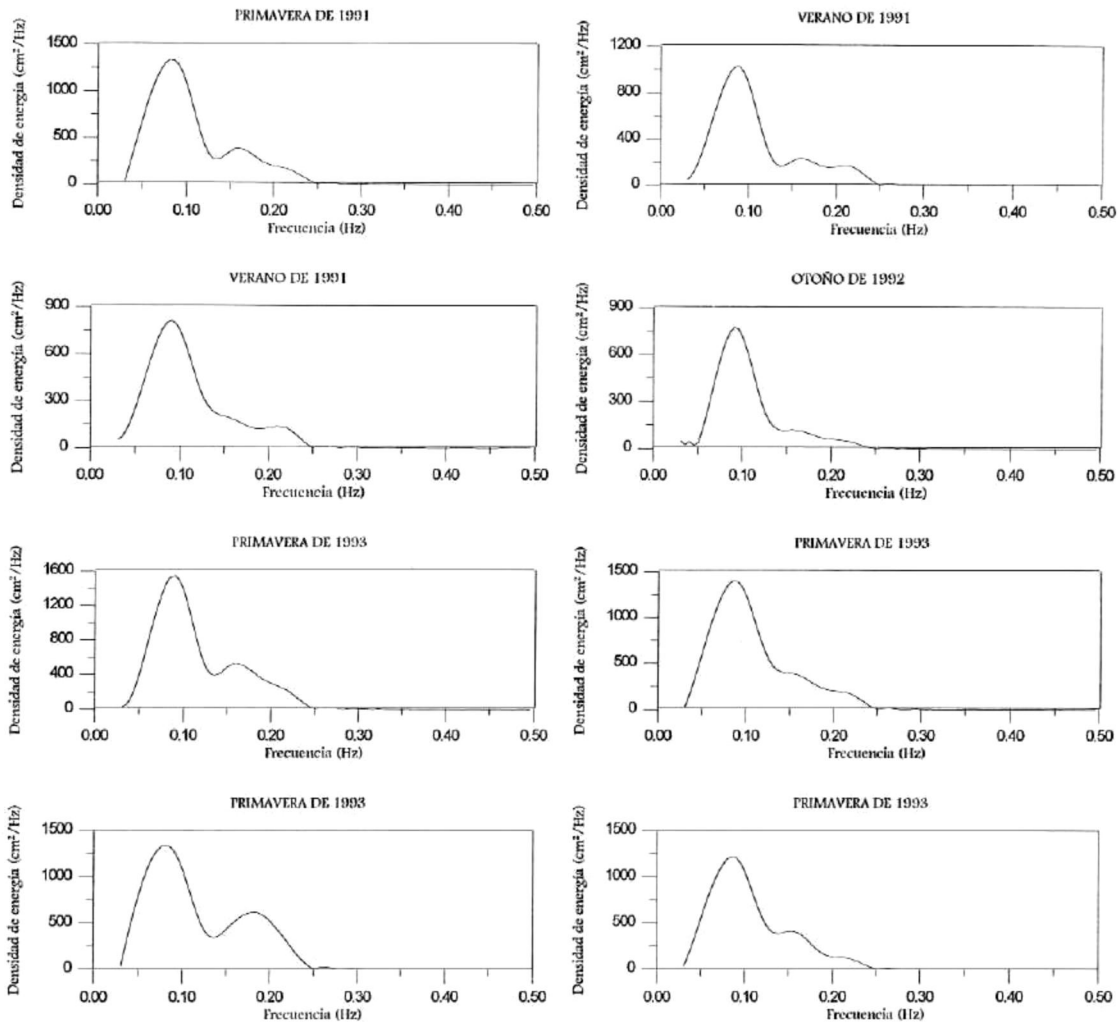 PRIMAVERA DE 1991
Densidad de energía (cm²/Hz)
1500
1000
500
0
0.00 0.10 0.20 0.30 0.40 0.50
Frecuencia (Hz)
VERANO DE 1991
Densidad de energía (cm²/Hz)
1200
800
400
0
0.00 0.10 0.20 0.30 0.40 0.50
Frecuencia (Hz)
VERANO DE 1991
Densidad de energía (cm²/Hz)
900
600
300
0
0.00 0.10 0.20 0.30 0.40 0.50
Frecuencia (Hz)
OTOÑO DE 1992
Densidad de energía (cm²/Hz)
900
600
300
0
0.00 0.10 0.20 0.30 0.40 0.50
Frecuencia (Hz)
PRIMAVERA DE 1993
Densidad de energía (cm²/Hz)
1600
1200
800
400
0
0.00 0.10 0.20 0.30 0.40 0.50
Frecuencia (Hz)
PRIMAVERA DE 1993
Densidad de energía (cm²/Hz)
1500
1000
500
0
0.00 0.10 0.20 0.30 0.40 0.50
Frecuencia (Hz)
PRIMAVERA DE 1993
Densidad de energía (cm²/Hz)
1500
1000
500
0
0.00 0.10 0.20 0.30 0.40 0.50
Frecuencia (Hz)
PRIMAVERA DE 1993
Densidad de energía (cm²/Hz)
1500
1000
500
0
0.00 0.10 0.20 0.30 0.40 0.50
Frecuencia (Hz)